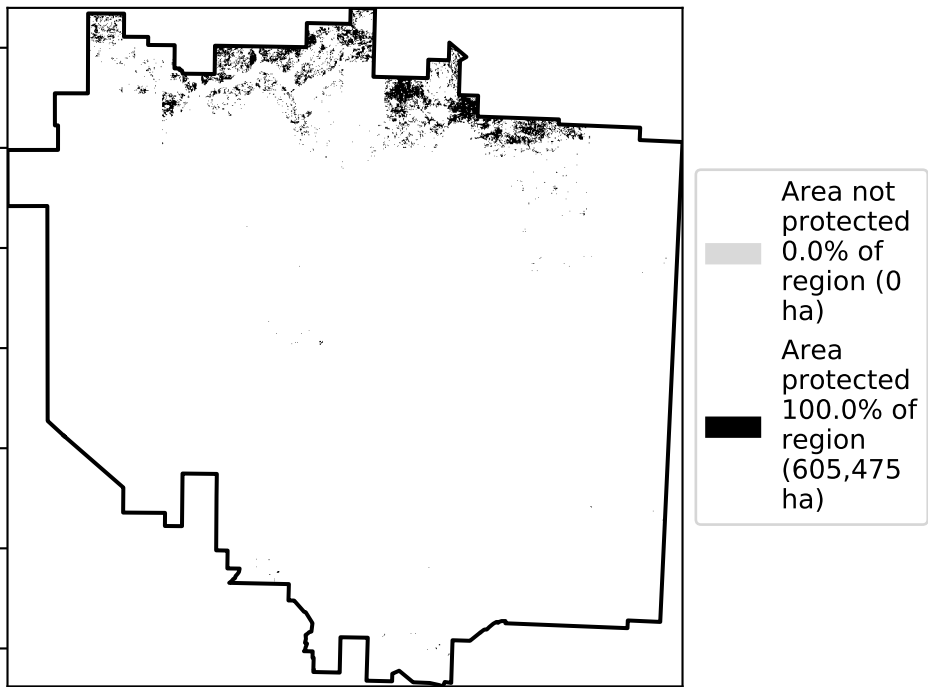 Area not
protected
0.0% of
region (0
ha)
Area
protected
100.0% of
region
(605,475
ha)